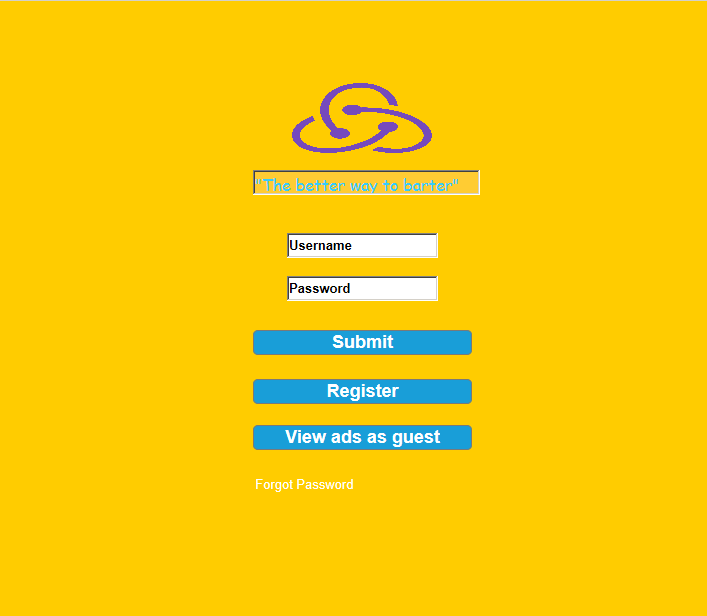 "The better way to barter"
Username
Password
Submit
Register
View ads as guest
Forgot Password